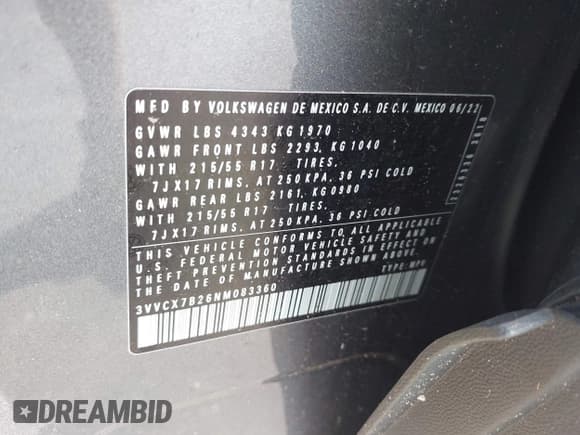 MFD BY VOLKSWAGEN DE MEXICO S.A. DE C.V. MEXICO 06/22
GVWR LBS 4343 KG 1970
GAWR FRONT LBS 2293, KG 1040
WITH 215/55 R17 TIRES,
7JX17 RIMS, AT 250 KPA, 36 PSI COLD
GAWR REAR LBS 2161, KG 0980
WITH 215/55 R17 TIRES,
7JX17 RIMS, AT 250 KPA, 36 PSI COLD
THIS VEHICLE CONFORMS TO ALL APPLICABLE
U.S. FEDERAL MOTOR VEHICLE SAFETY AND
THEFT PREVENTION STANDARDS IN EFFECT ON
THE DATE OF MANUFACTURE SHOWN ABOVE.
3VVCX7B26NM083360 TYPE: MPV
DREAMBID